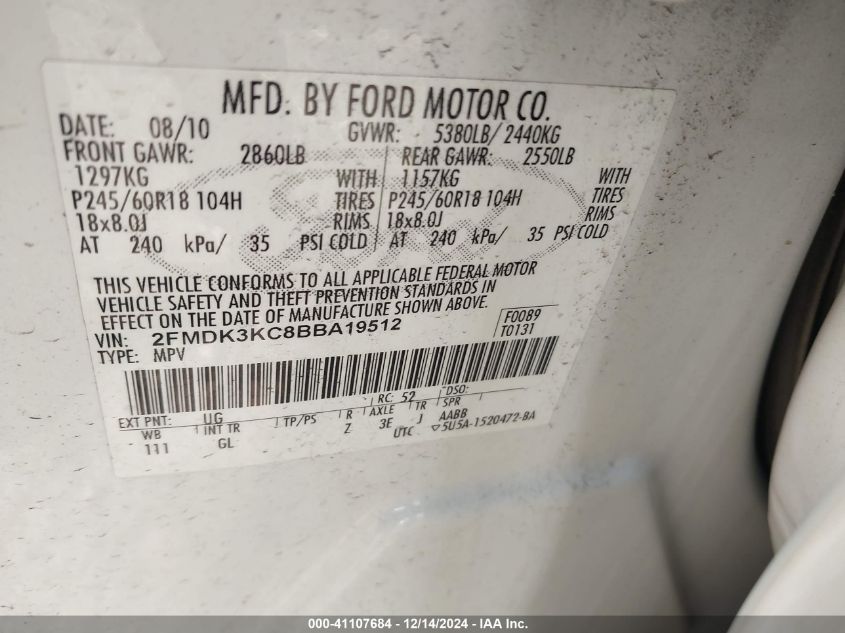 MFD. BY FORD MOTOR CO.
DATE: 08/10 GVWR: 5380LB/ 2440KG
FRONT GAWR: 2860LB REAR GAWR: 2550LB
1297KG WITH 1157KG WITH
P245/60R18 104H TIRES P245/60R18 104H TIRES
18x8.0J RIMS 18x8.0J RIMS
AT 240 kPa/ 35 PSI COLD AT 240 kPa/ 35 PSI COLD
THIS VEHICLE CONFORMS TO ALL APPLICABLE FEDERAL MOTOR
VEHICLE SAFETY AND THEFT PREVENTION STANDARDS IN
EFFECT ON THE DATE OF MANUFACTURE SHOWN ABOVE.
VIN: 2FMDK3KC8BBA19512 F0089
TYPE: MPV T0131
RC: 52 DSO:
EXT PNT: UG
WB INT TR TP/PS R AXLE TR SPR
111 GL Z 3E J AABB
UTC 5U5A-1520472-BA
000-41107684 - 12/14/2024 - IAA Inc.